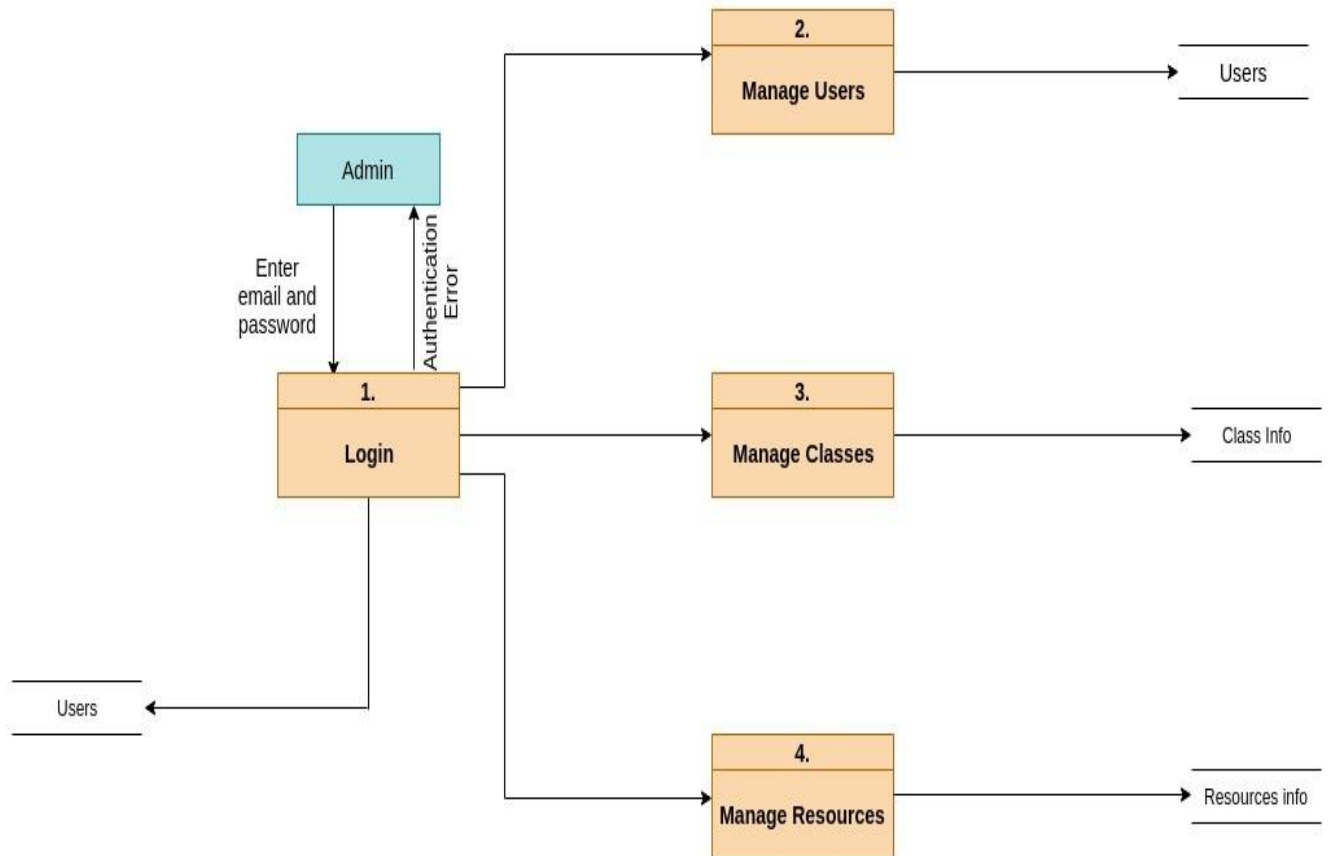 2.
Manage Users
Users
Admin
Enter
email and
password
Authentication
Error
1.
Login
3.
Manage Classes
Class Info
Users
4.
Manage Resources
Resources info